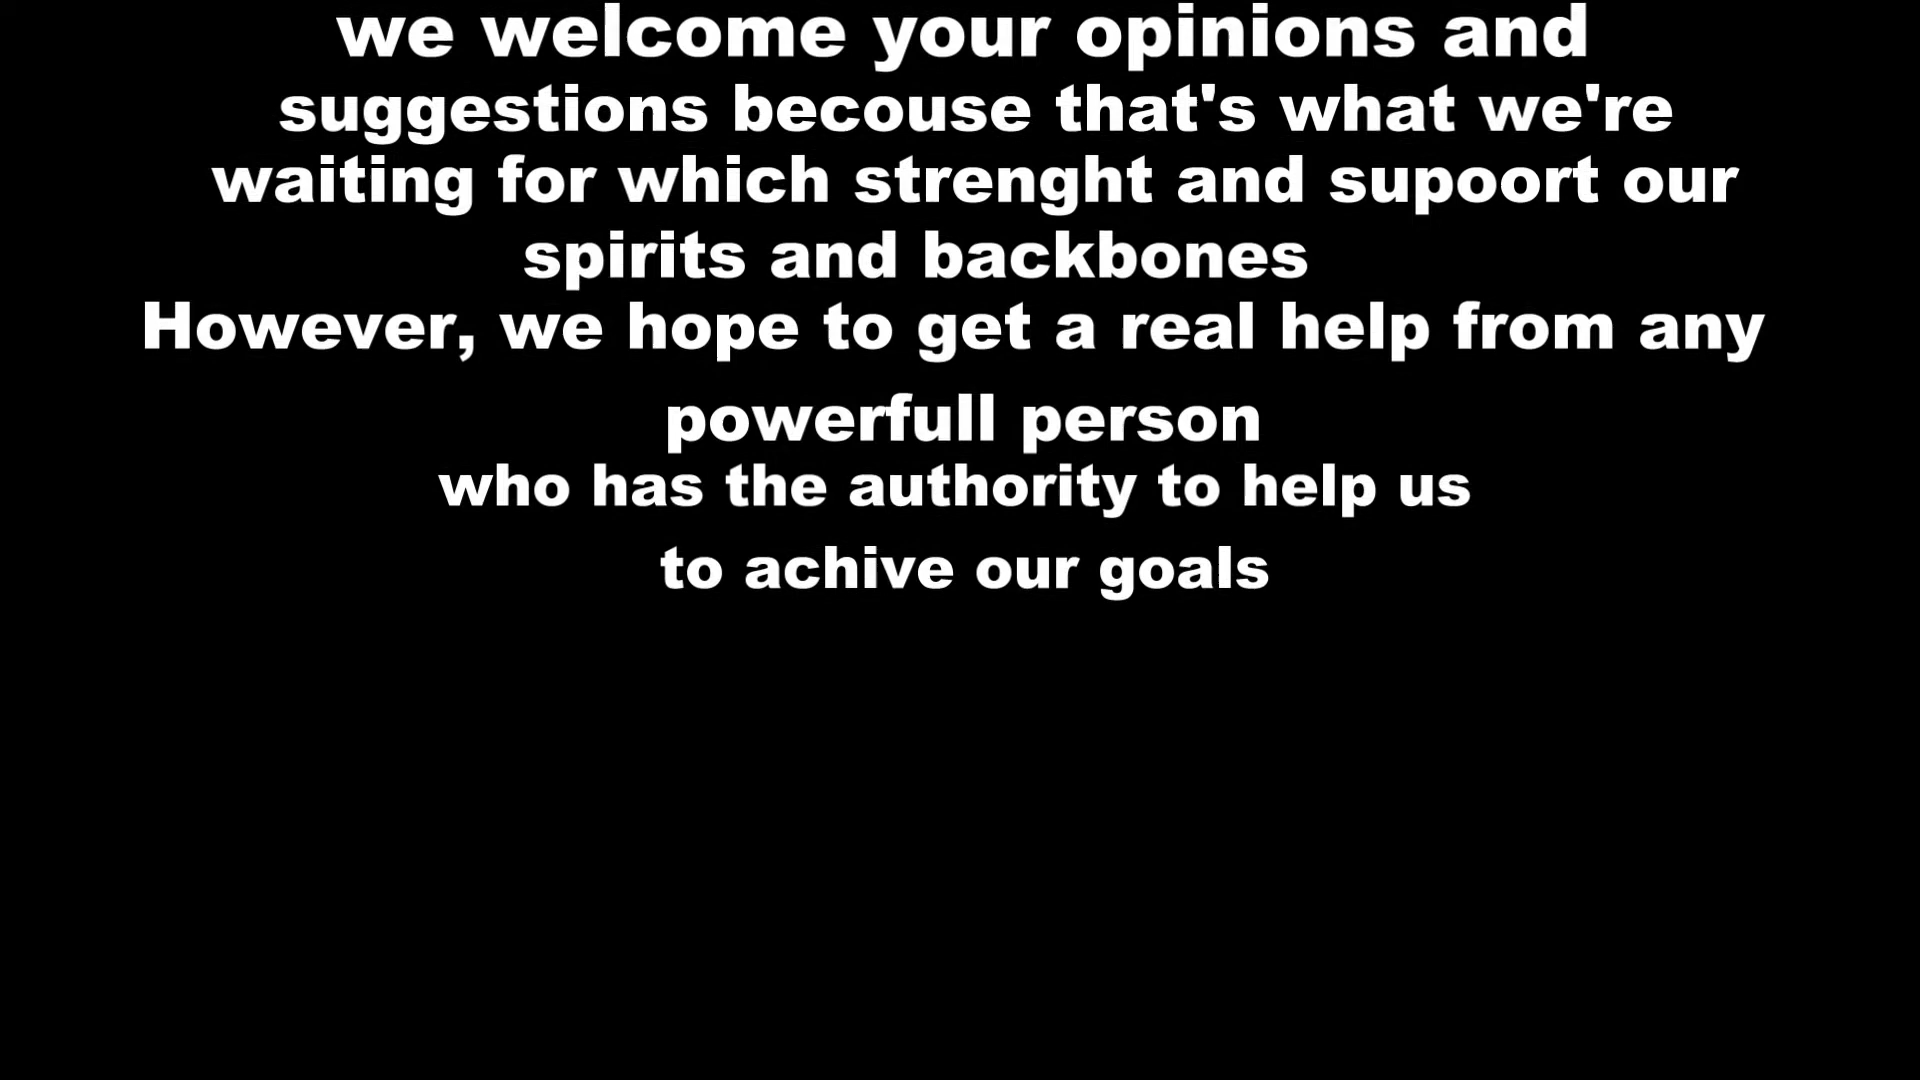 we welcome your opinions and
suggestions becouse that's what we're
waiting for which strenght and supoort our
spirits and backbones
However, we hope to get a real help from any
powerfull person
who has the authority to help us
to achive our goals